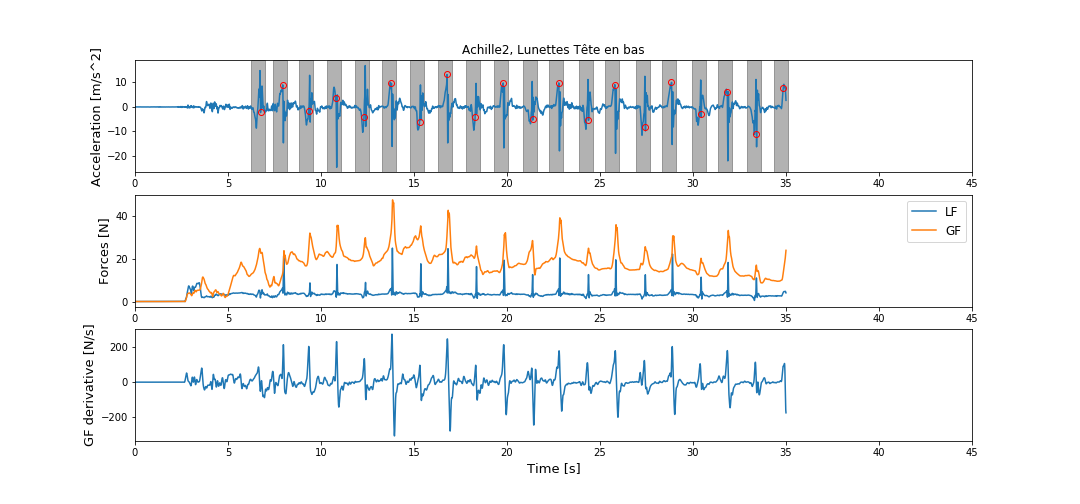 Achille2, Lunettes Tête en bas
Acceleration [m/s^2]
10
0
−10
−20
0 5 10 15 20 25 30 35 40 45
Forces [N]
40
20
0
LF
GF
0 5 10 15 20 25 30 35 40 45
GF derivative [N/s]
200
0
−200
0 5 10 15 20 25 30 35 40 45
Time [s]